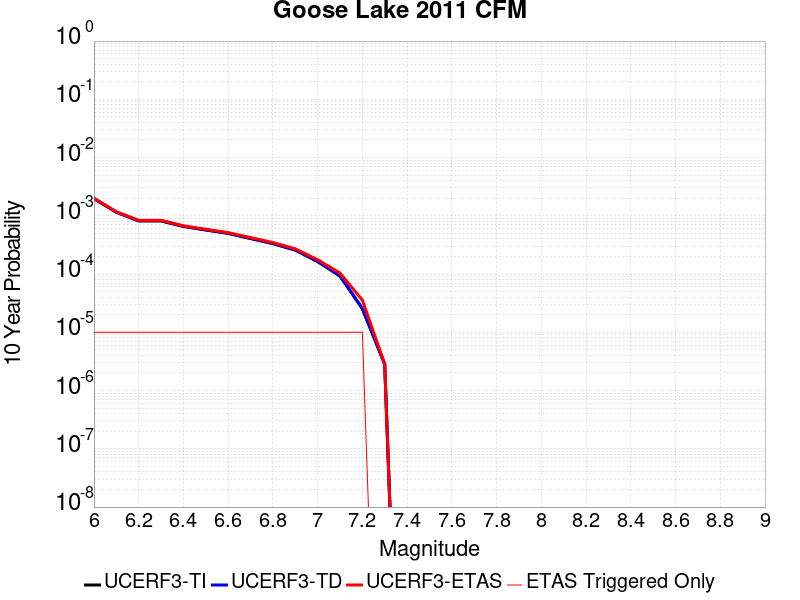 Goose Lake 2011 CFM
10 0
10 -1
10 -2
10 -3
10 -4
10 -5
10 -6
10 -7
10 -8
10 Year Probability
6 6.2 6.4 6.6 6.8 7 7.2 7.4 7.6 7.8 8 8.2 8.4 8.6 8.8 9
Magnitude
UCERF3-TI UCERF3-TD UCERF3-ETAS ETAS Triggered Only